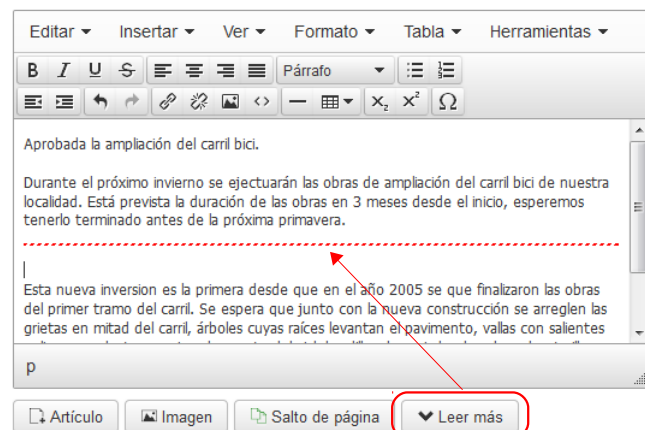 Editar Insertar Ver Formato Tabla Herramientas
B I U S Párrafo
X₂ X² Ω
Aprobada la ampliación del carril bici.
Durante el próximo invierno se ejectuarán las obras de ampliación del carril bici de nuestra
localidad. Está prevista la duración de las obras en 3 meses desde el inicio, esperemos
tenerlo terminado antes de la próxima primavera.
Esta nueva inversion es la primera desde que en el año 2005 se que finalizaron las obras
del primer tramo del carril. Se espera que junto con la nueva construcción se arreglen las
grietas en mitad del carril, árboles cuyas raíces levantan el pavimento, vallas con salientes
p
Artículo Imagen Salto de página Leer más